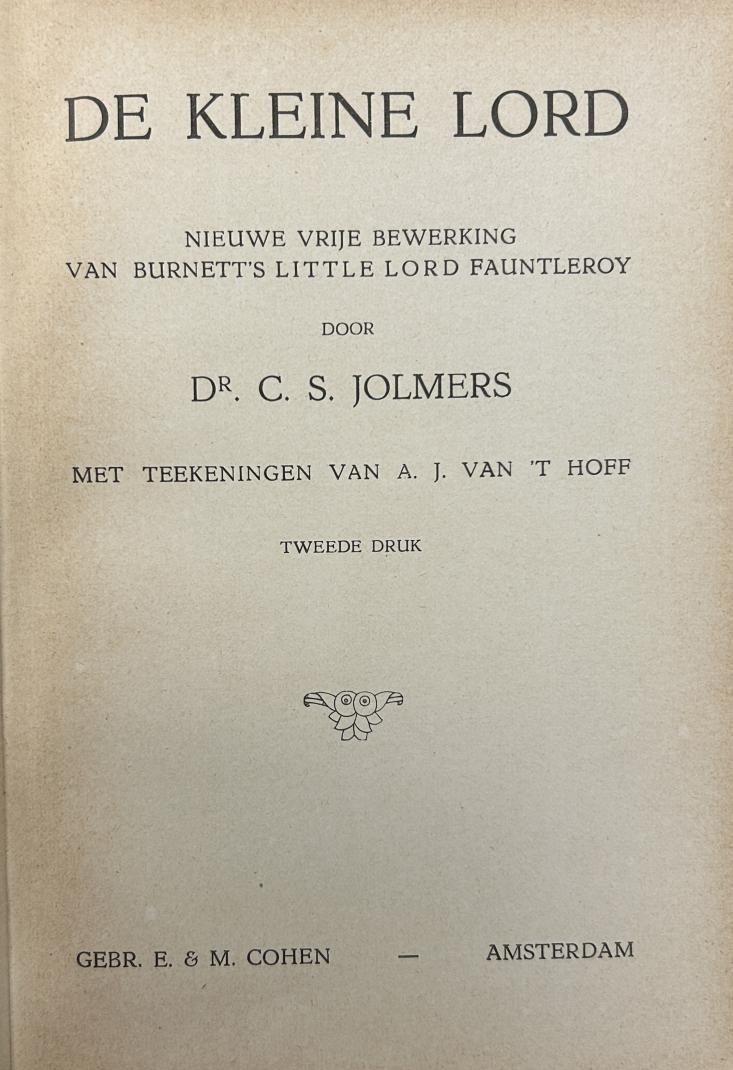 DE KLEINE LORD
NIEUWE VRIJE BEWERKING
VAN BURNETT'S LITTLE LORD FAUNTLEROY
DOOR
DR. C. S. JOLMERS
MET TEEKENINGEN VAN A. J. VAN 'T HOFF
TWEEDE DRUK
GEBR. E. & M. COHEN — AMSTERDAM